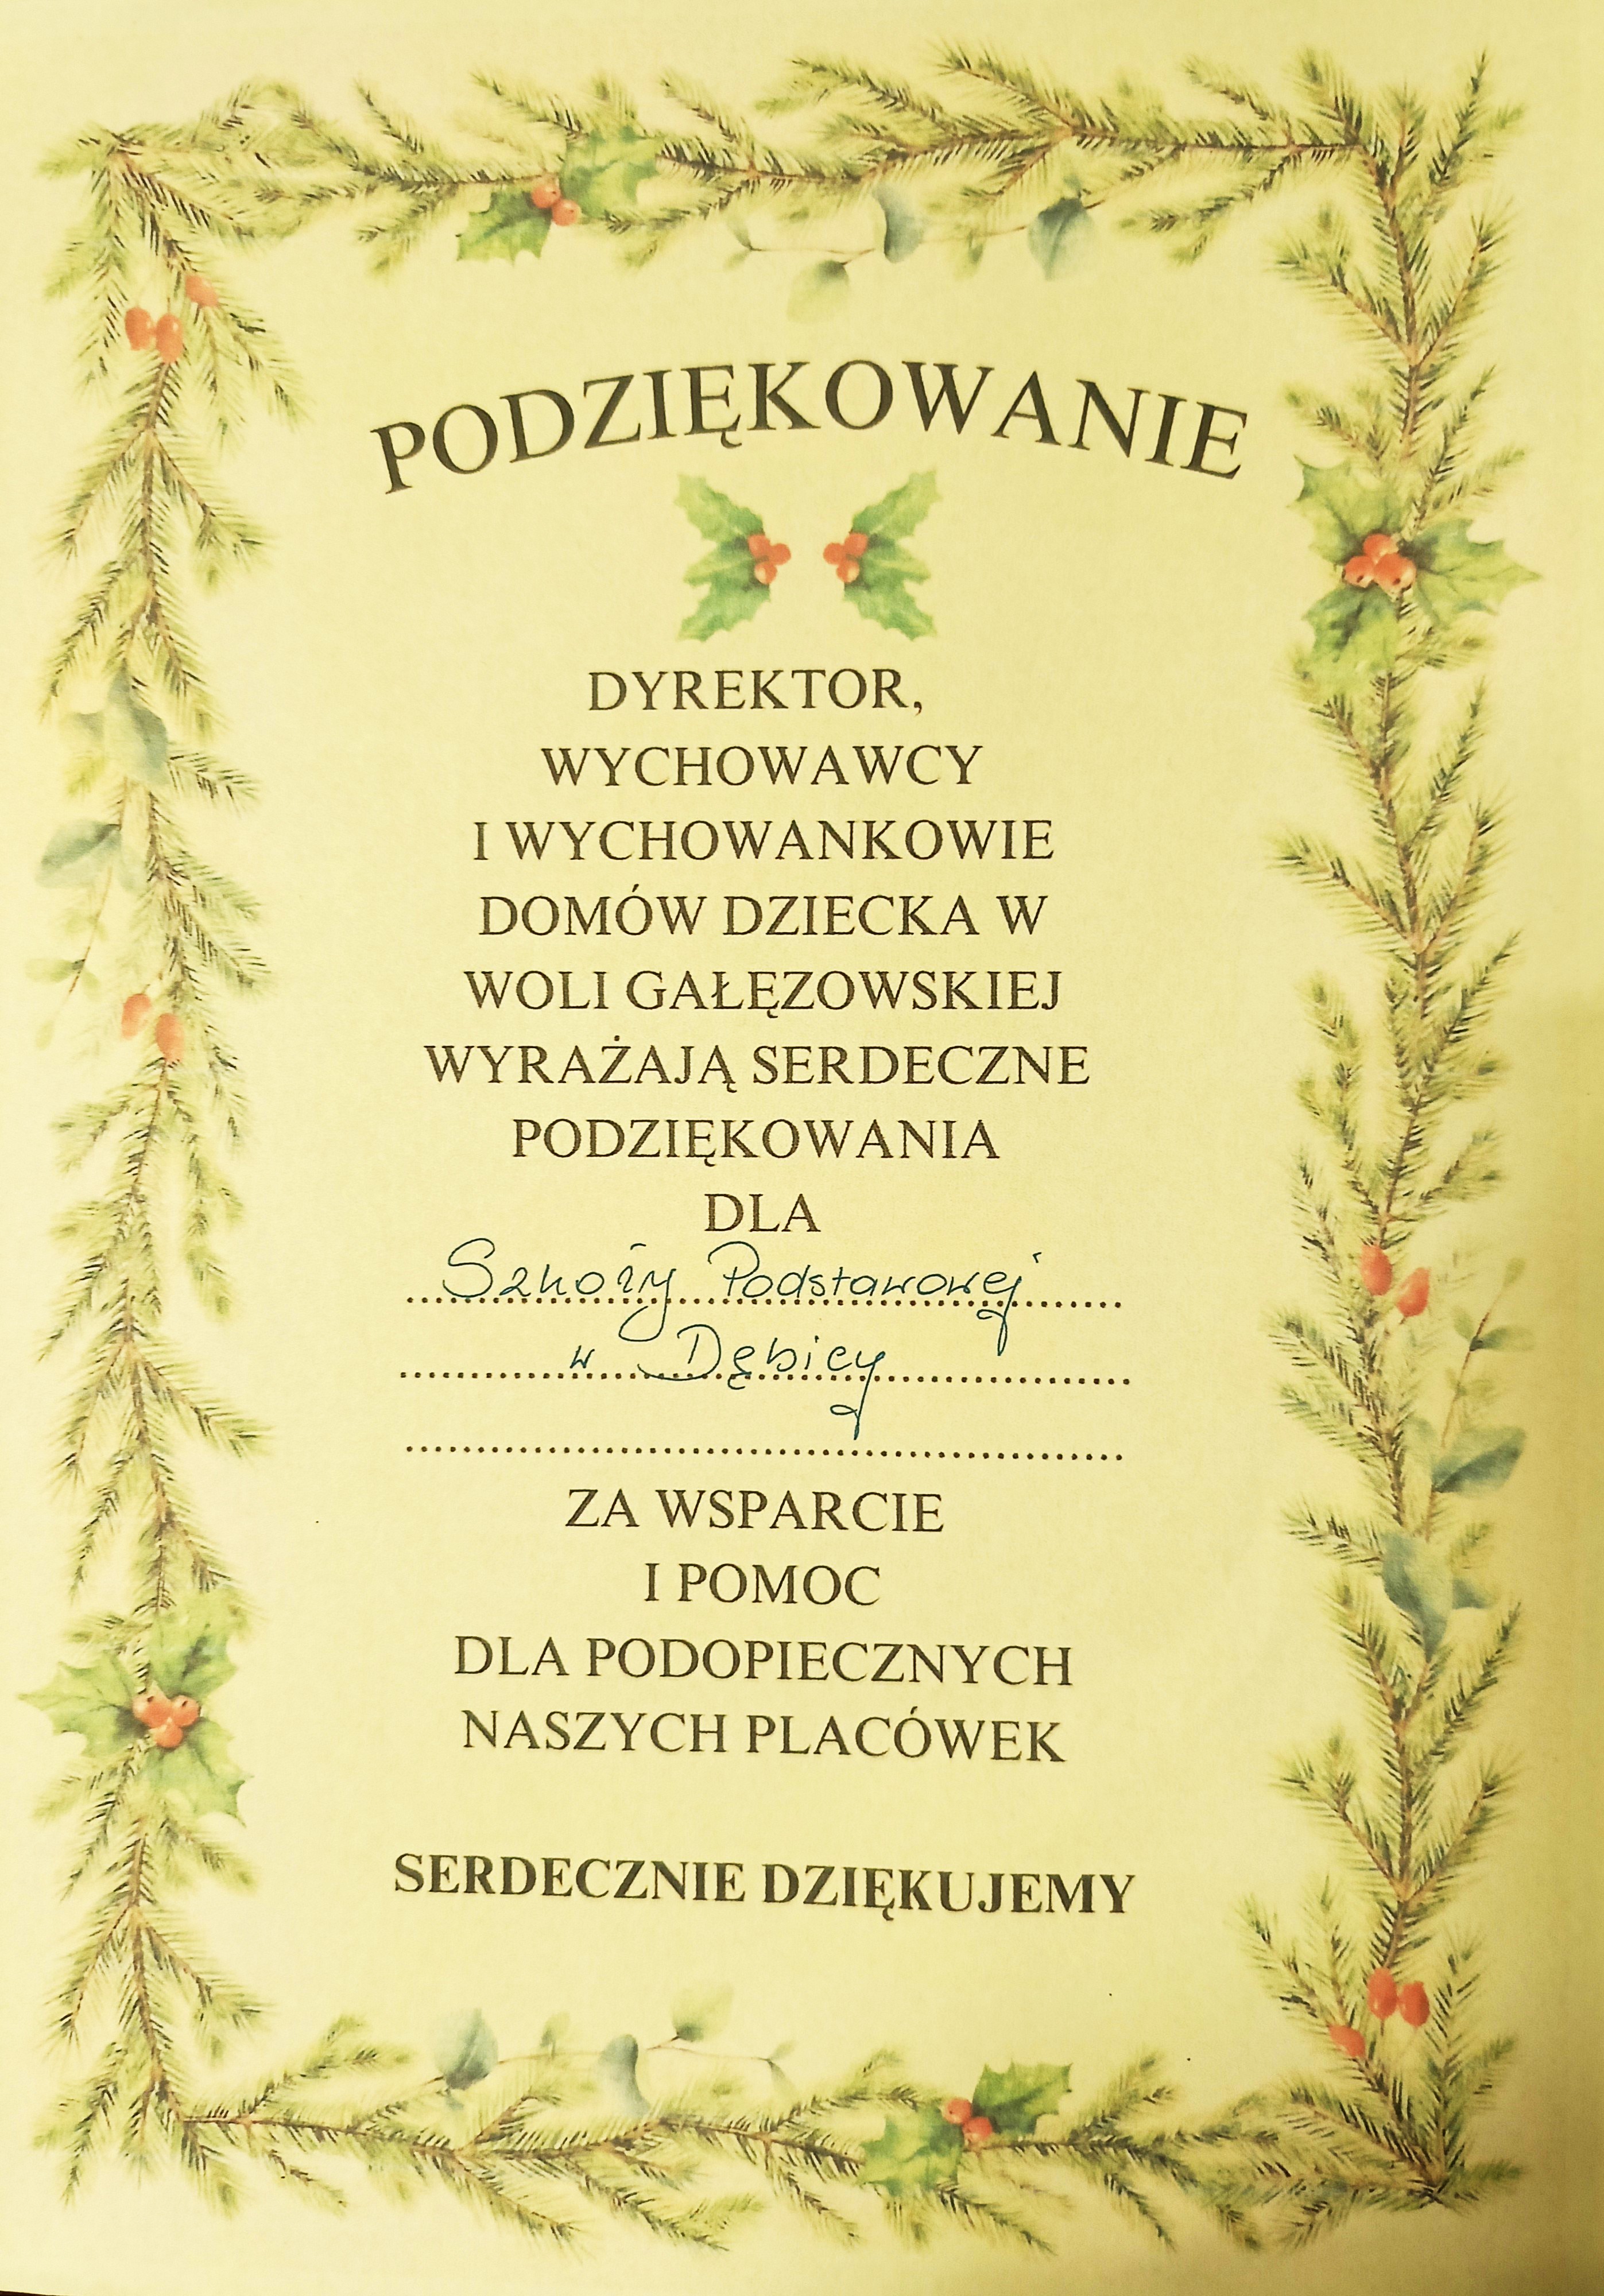 PODZIĘKOWANIE
DYREKTOR,
WYCHOWAWCY
I WYCHOWANKOWIE
DOMÓW DZIECKA W
WOLI GAŁĘZOWSKIEJ
WYRAŻAJĄ SERDECZNE
PODZIĘKOWANIA
DLA
Szkoły Podstawowej
w Dębicy
ZA WSPARCIE
I POMOC
DLA PODOPIECZNYCH
NASZYCH PLACÓWEK
SERDECZNIE DZIĘKUJEMY